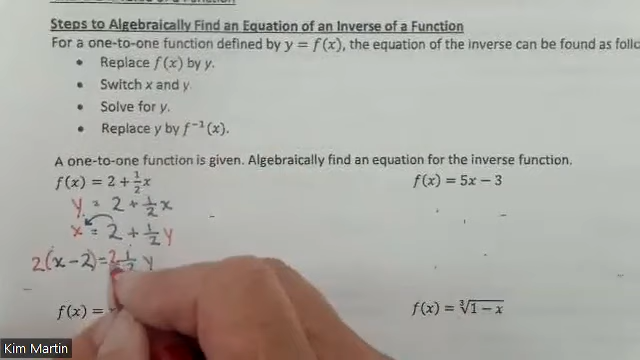 Steps to Algebraically Find an Equation of an Inverse of a Function
For a one-to-one function defined by y = f(x), the equation of the inverse can be found as follo
• Replace f(x) by y.
• Switch x and y.
• Solve for y.
• Replace y by f⁻¹(x).
A one-to-one function is given. Algebraically find an equation for the inverse function.
f(x) = 2 + 1/2 x
f(x) = 5x − 3
y = 2 + 1/2 x
x = 2 + 1/2 y
2(x − 2) = 2 1/2 y
f(x) =
f(x) = ∛(1 − x)
Kim Martin